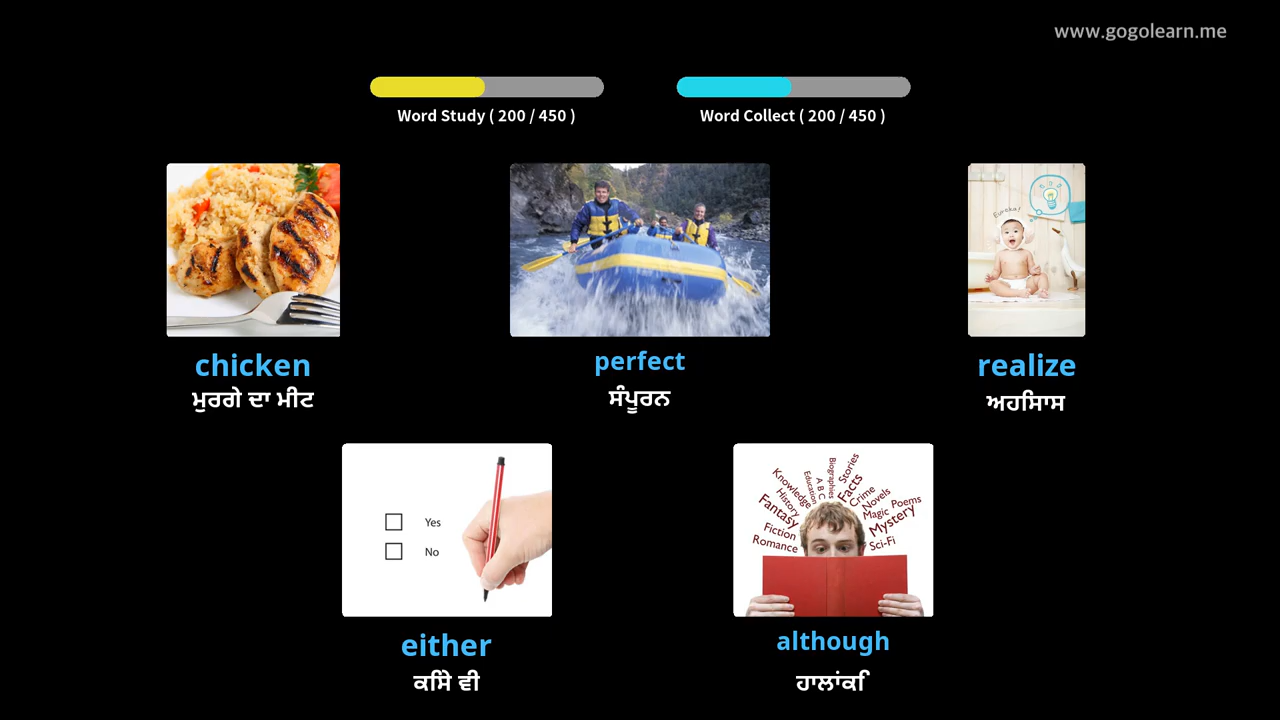 www.gogolearn.me
Word Study ( 200 / 450 )
Word Collect ( 200 / 450 )
Eureka!
chicken
perfect
realize
ਮੁਰਗੇ ਦਾ ਮੀਟ
ਸੰਪੂਰਨ
ਅਹਿਸਾਸ
Yes
No
Romance
Fiction
Fantasy
History
Knowledge
Education
A B C
Biographies
Stories
Facts
Crime
Novels
Magic
Poems
Mystery
Sci-Fi
either
although
ਕਿਸੇ ਵੀ
ਹਾਲਾਂਕਿ